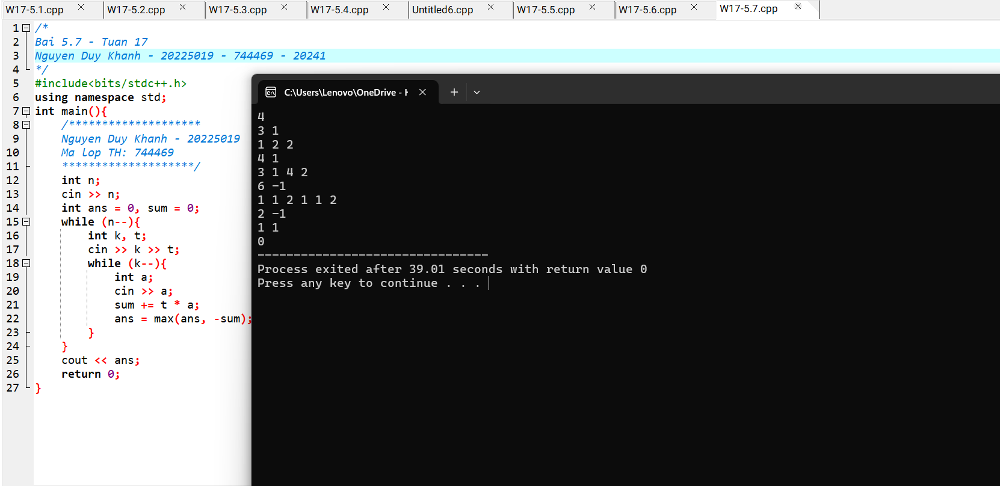 W17-5.1.cpp W17-5.2.cpp W17-5.3.cpp W17-5.4.cpp Untitled6.cpp W17-5.5.cpp W17-5.6.cpp W17-5.7.cpp
1 /*
2 Bai 5.7 - Tuan 17
3 Nguyen Duy Khanh - 20225019 - 744469 - 20241
4 */
5 #include<bits/stdc++.h>
6 using namespace std;
7 int main(){
8 /********************
9 Nguyen Duy Khanh - 20225019
10 Ma lop TH: 744469
11 ********************/
12 int n;
13 cin >> n;
14 int ans = 0, sum = 0;
15 while (n--){
16 int k, t;
17 cin >> k >> t;
18 while (k--){
19 int a;
20 cin >> a;
21 sum += t * a;
22 ans = max(ans, -sum);
23 }
24 }
25 cout << ans;
26 return 0;
27 }
C:\Users\Lenovo\OneDrive - H
4
3 1
1 2 2
4 1
3 1 4 2
6 -1
1 1 2 1 1 2
2 -1
1 1
0
--------------------------------
Process exited after 39.01 seconds with return value 0
Press any key to continue . . .